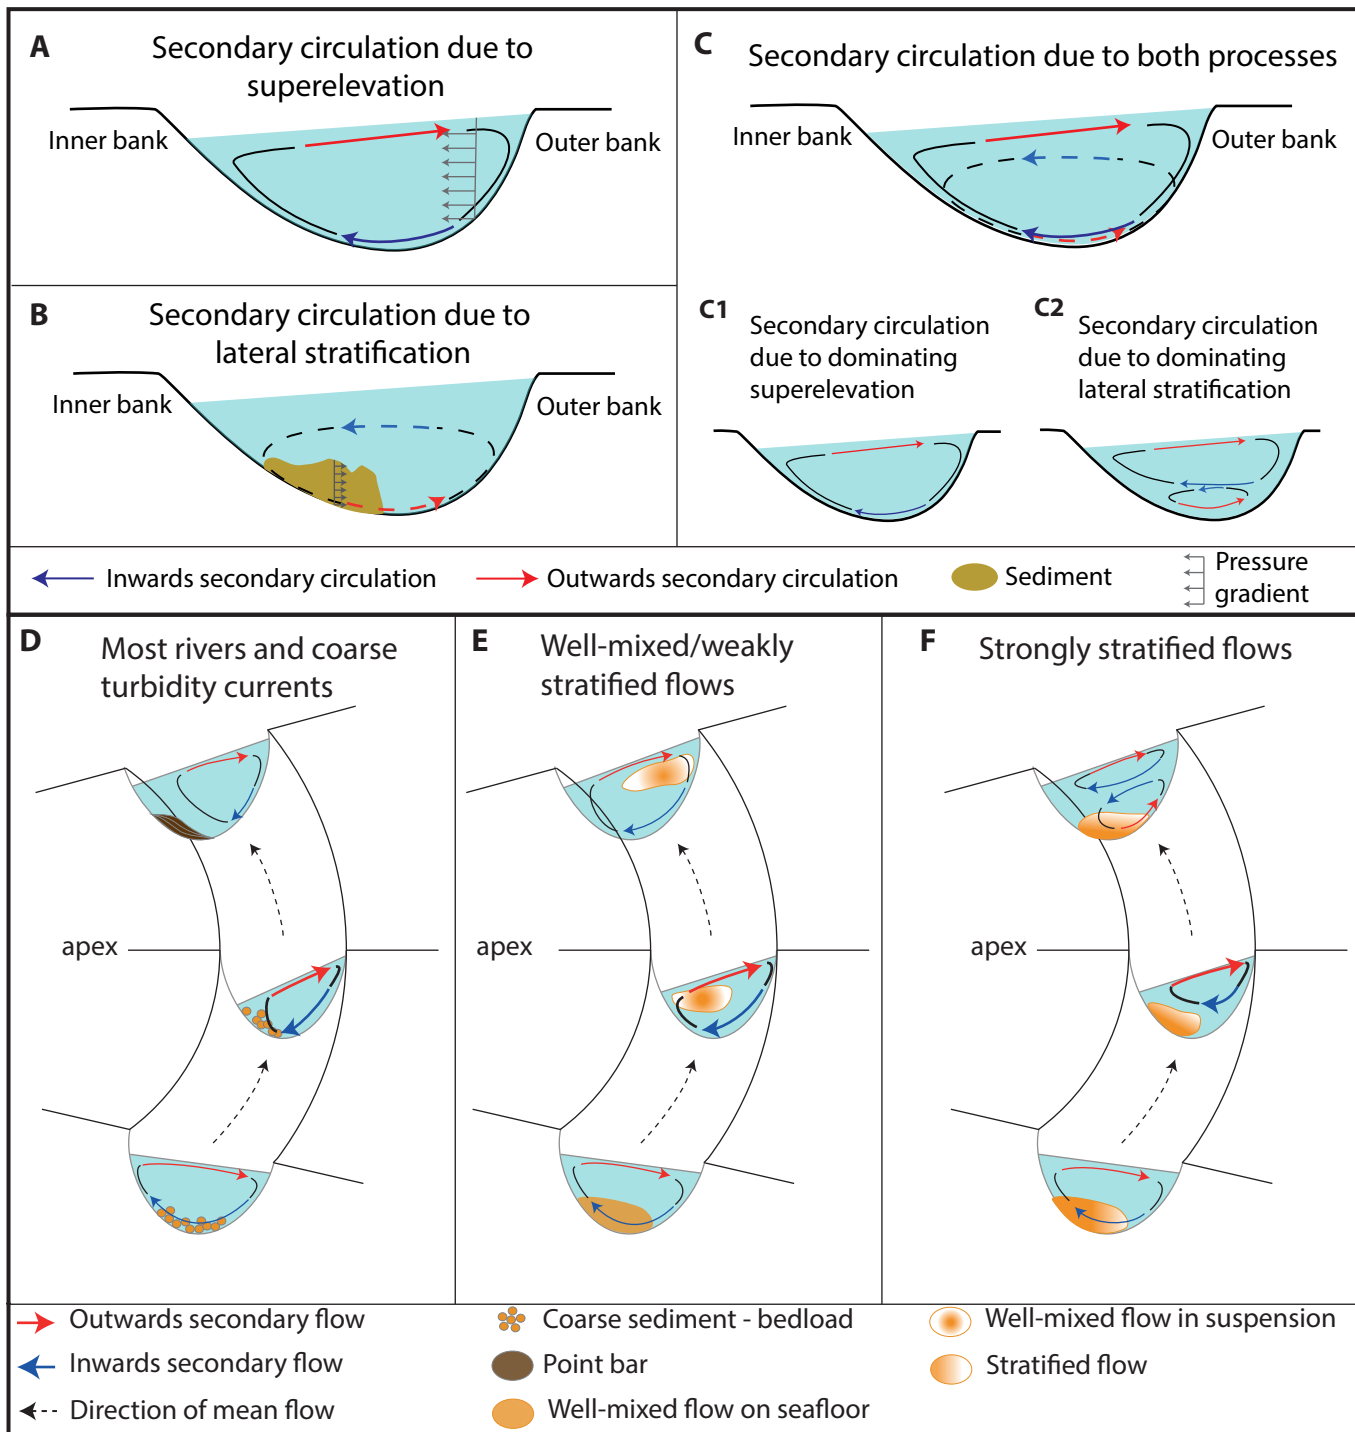 A
Secondary circulation due to
superelevation
Inner bank
Outer bank
B
Secondary circulation due to
lateral stratification
Inner bank
Outer bank
C
Secondary circulation due to both processes
Inner bank
Outer bank
C1
Secondary circulation
due to dominating
superelevation
C2
Secondary circulation
due to dominating
lateral stratification
Inwards secondary circulation
Outwards secondary circulation
Sediment
Pressure
gradient
D
Most rivers and coarse
turbidity currents
apex
E
Well-mixed/weakly
stratified flows
apex
F
Strongly stratified flows
apex
Outwards secondary flow
Inwards secondary flow
Direction of mean flow
Coarse sediment - bedload
Point bar
Well-mixed flow on seafloor
Well-mixed flow in suspension
Stratified flow